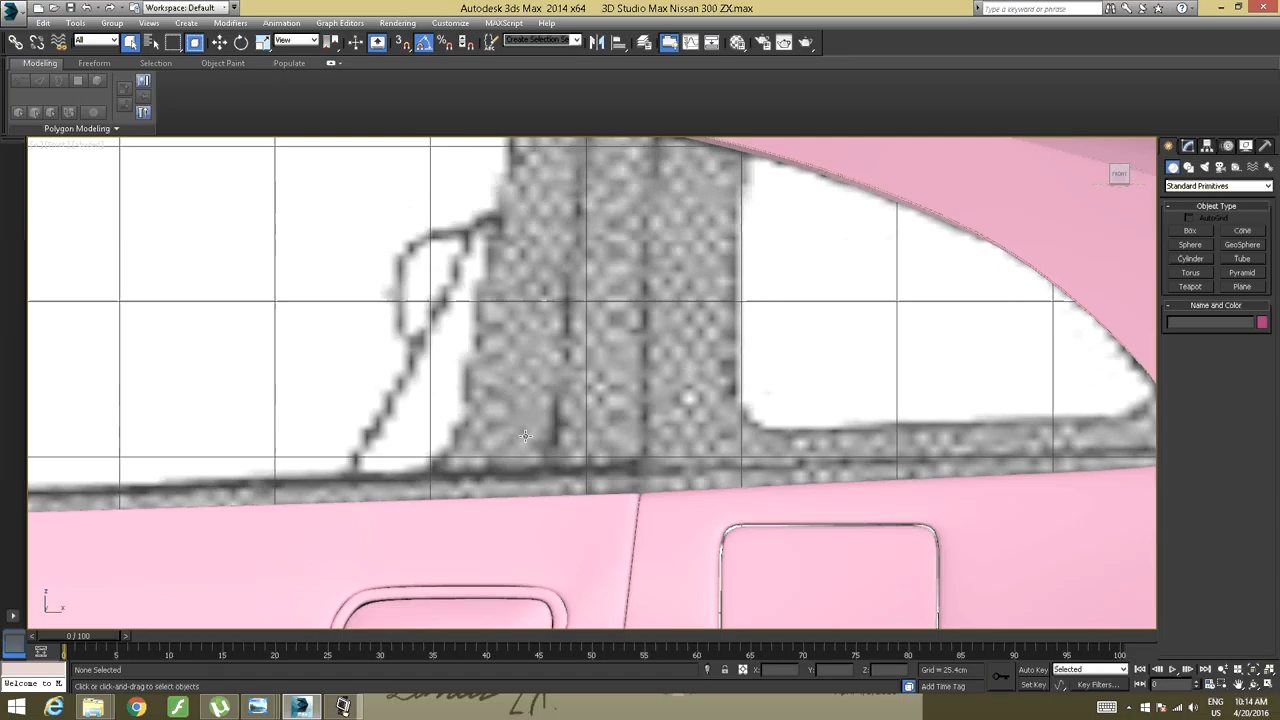 Workspace: Default
Autodesk 3ds Max 2014 x64
3D Studio Max Nissan 300 ZX.max
Type a keyword or phrase
Edit Tools Group Views Create Modifiers Animation Graph Editors Rendering Customize MAXScript Help
All
View
Create Selection Se
Modeling Freeform Selection Object Paint Populate
Polygon Modeling
FRONT
Standard Primitives
- Object Type
AutoGrid
Box Cone
Sphere GeoSphere
Cylinder Tube
Torus Pyramid
Teapot Plane
- Name and Color
z
x
< 0 / 100 >
0 5 10 15 20 25 30 35 40 45 50 55 60 65 70 75 80 85 90 95 100
None Selected
X: Y: Z:
Grid = 25.4cm
Auto Key
Selected
Welcome to M
Click or click-and-drag to select objects
Add Time Tag
Set Key
Key Filters...
0
US
10:14 AM
4/20/2016